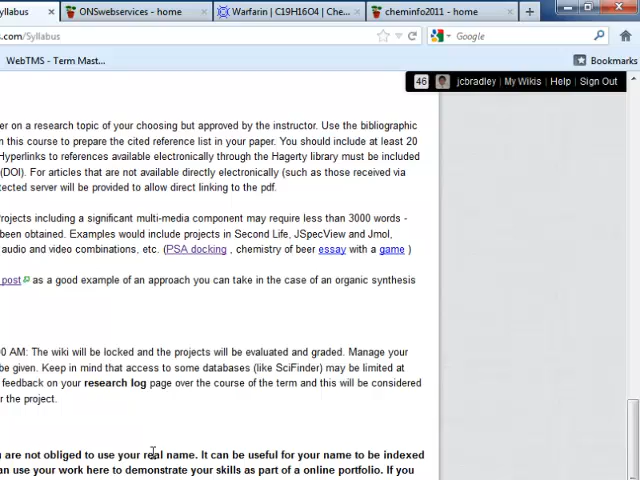 yllabus
ONSwebservices - home
Warfarin | C19H16O4 | Che...
cheminfo2011 - home
s.com/Syllabus
Google
WebTMS - Term Mast...
Bookmarks
46 jcbradley | My Wikis | Help | Sign Out
er on a research topic of your choosing but approved by the instructor. Use the bibliographic
n this course to prepare the cited reference list in your paper. You should include at least 20
Hyperlinks to references available electronically through the Hagerty library must be included
(DOI). For articles that are not available directly electronically (such as those received via
tected server will be provided to allow direct linking to the pdf.
Projects including a significant multi-media component may require less than 3000 words -
been obtained. Examples would include projects in Second Life, JSpecView and Jmol,
audio and video combinations, etc. (PSA docking , chemistry of beer essay with a game )
post as a good example of an approach you can take in the case of an organic synthesis
00 AM: The wiki will be locked and the projects will be evaluated and graded. Manage your
be given. Keep in mind that access to some databases (like SciFinder) may be limited at
feedback on your research log page over the course of the term and this will be considered
r the project.
u are not obliged to use your real name. It can be useful for your name to be indexed
an use your work here to demonstrate your skills as part of a online portfolio. If you